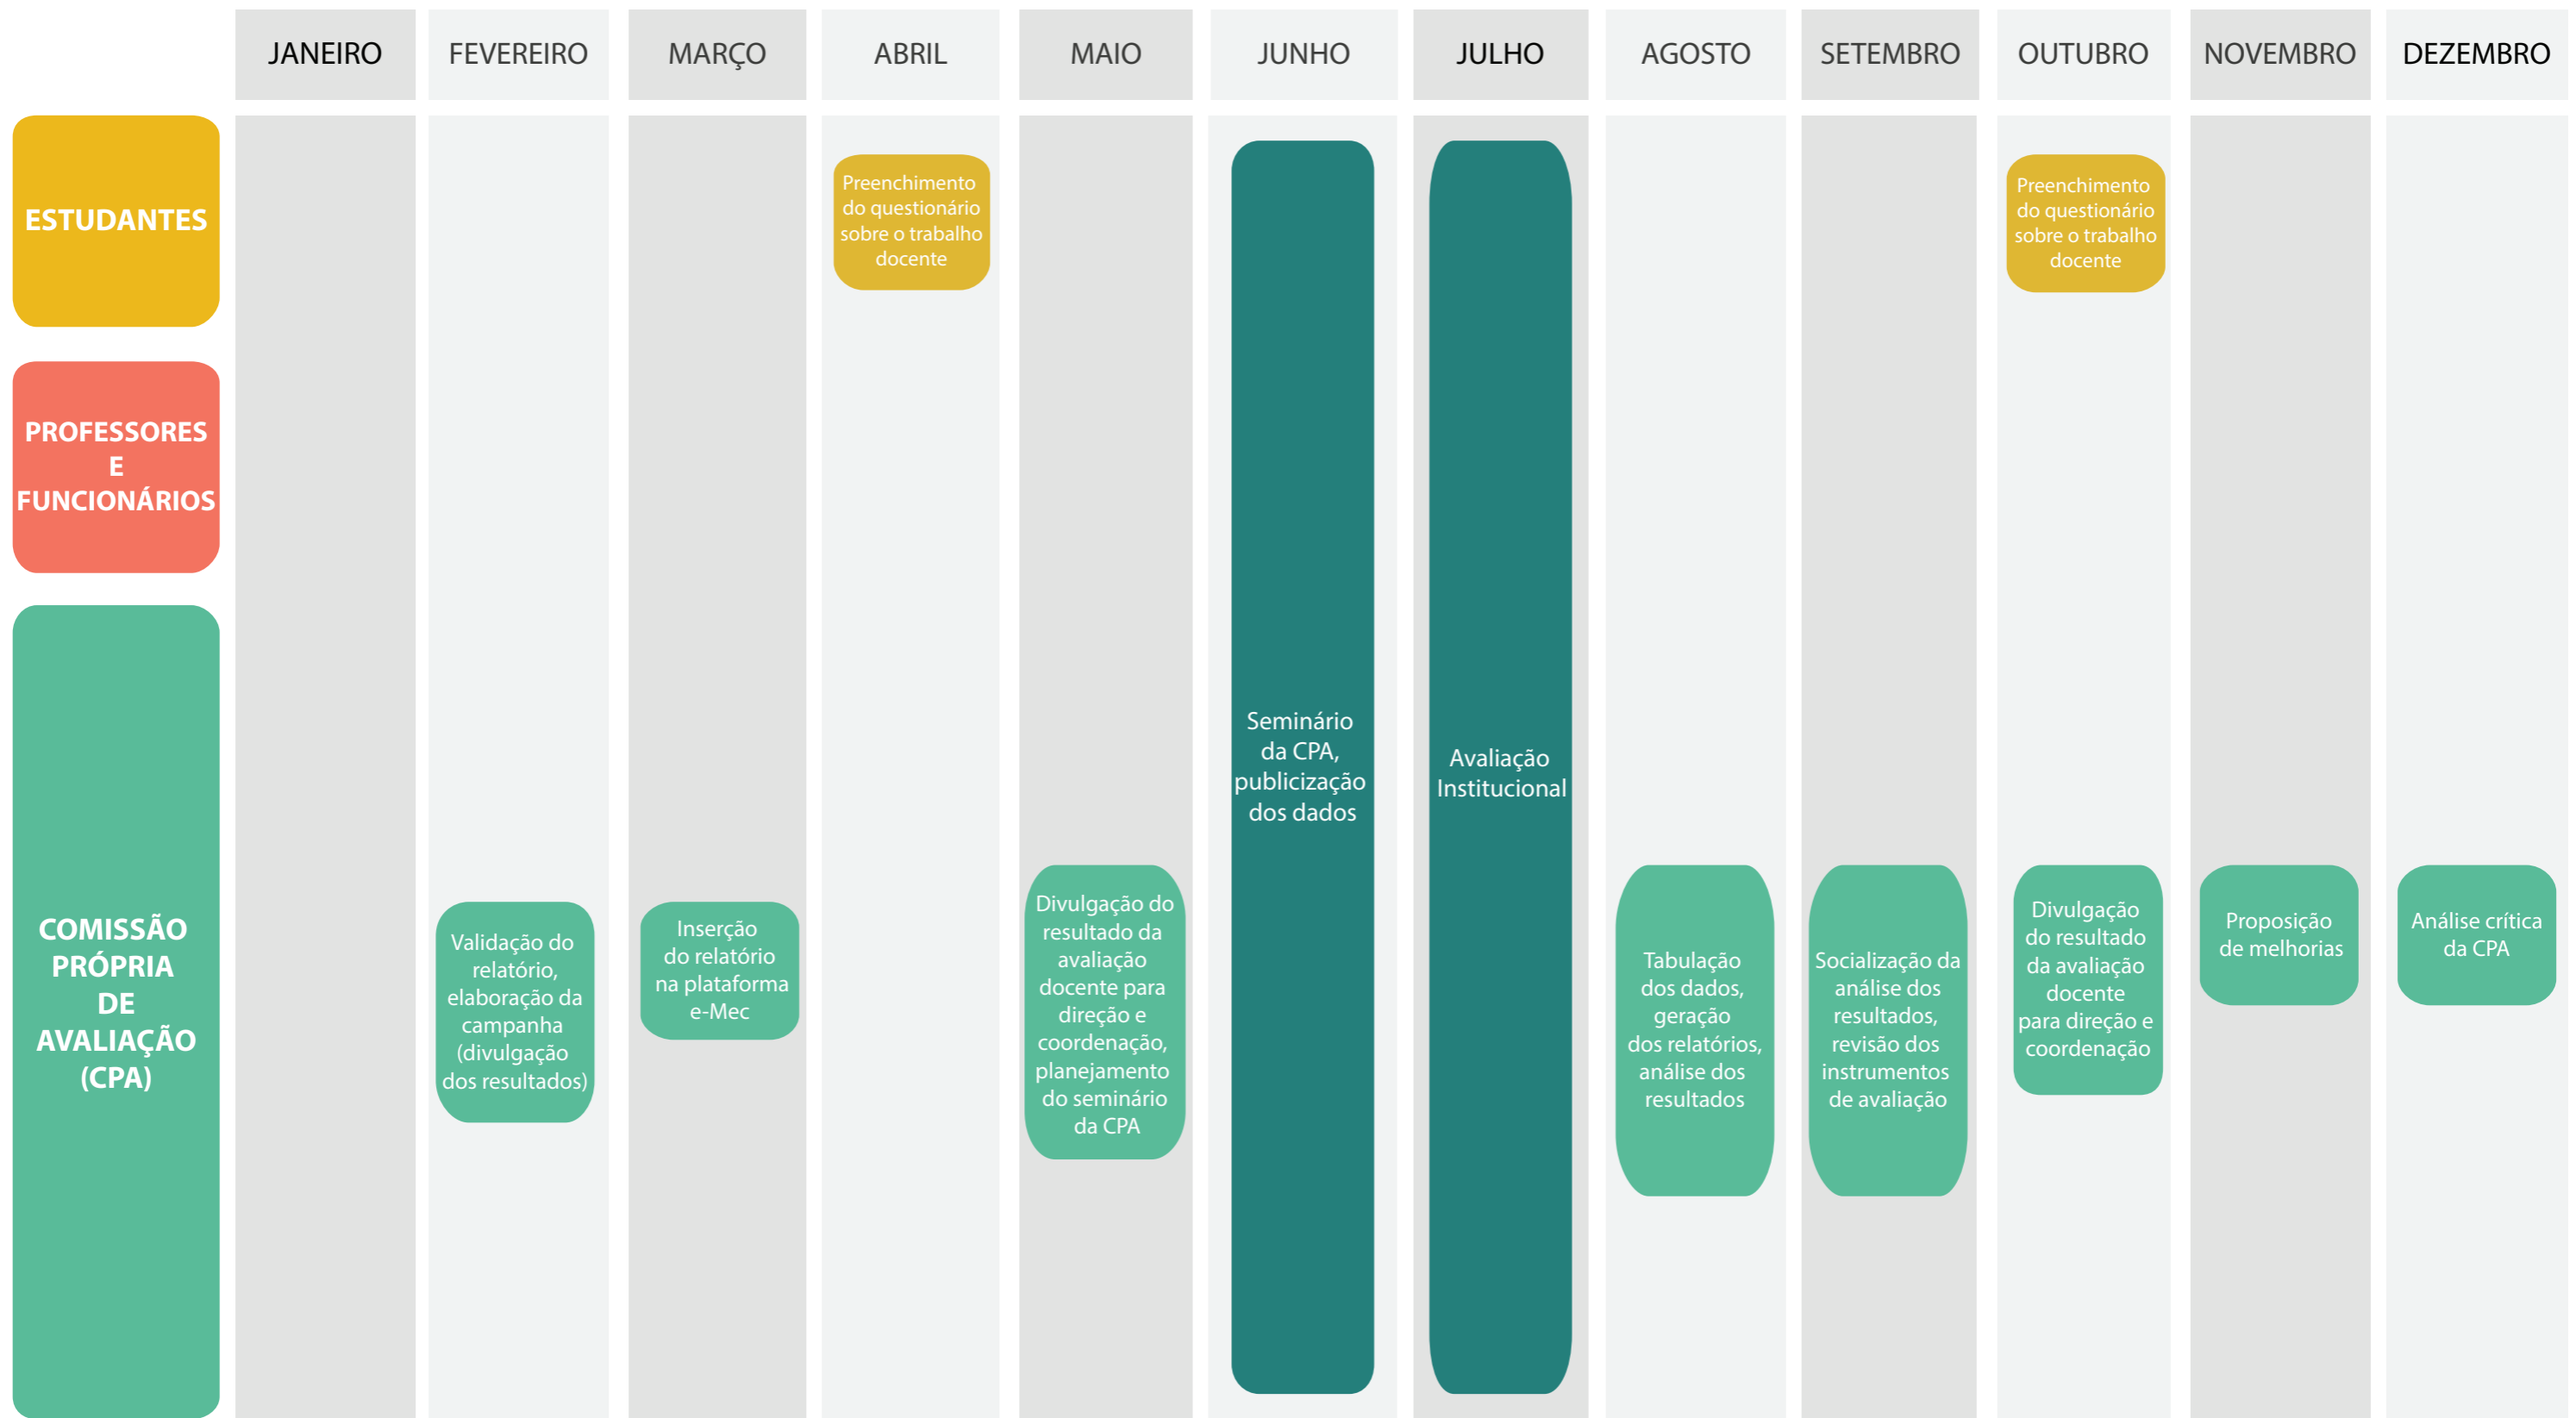 JANEIRO
FEVEREIRO
MARÇO
ABRIL
MAIO
JUNHO
JULHO
AGOSTO
SETEMBRO
OUTUBRO
NOVEMBRO
DEZEMBRO
ESTUDANTES
Preenchimento
do questionário
sobre o trabalho
docente
Preenchimento
do questionário
sobre o trabalho
docente
PROFESSORES
E
FUNCIONÁRIOS
COMISSÃO
PRÓPRIA
DE
AVALIAÇÃO
(CPA)
Validação do
relatório,
elaboração da
campanha
(divulgação
dos resultados)
Inserção
do relatório
na plataforma
e-Mec
Divulgação do
resultado da
avaliação
docente para
direção e
coordenação,
planejamento
do seminário
da CPA
Seminário
da CPA,
publicização
dos dados
Avaliação
Institucional
Tabulação
dos dados,
geração
dos relatórios,
análise dos
resultados
Socialização da
análise dos
resultados,
revisão dos
instrumentos
de avaliação
Divulgação
do resultado
da avaliação
docente
para direção e
coordenação
Proposição
de melhorias
Análise crítica
da CPA